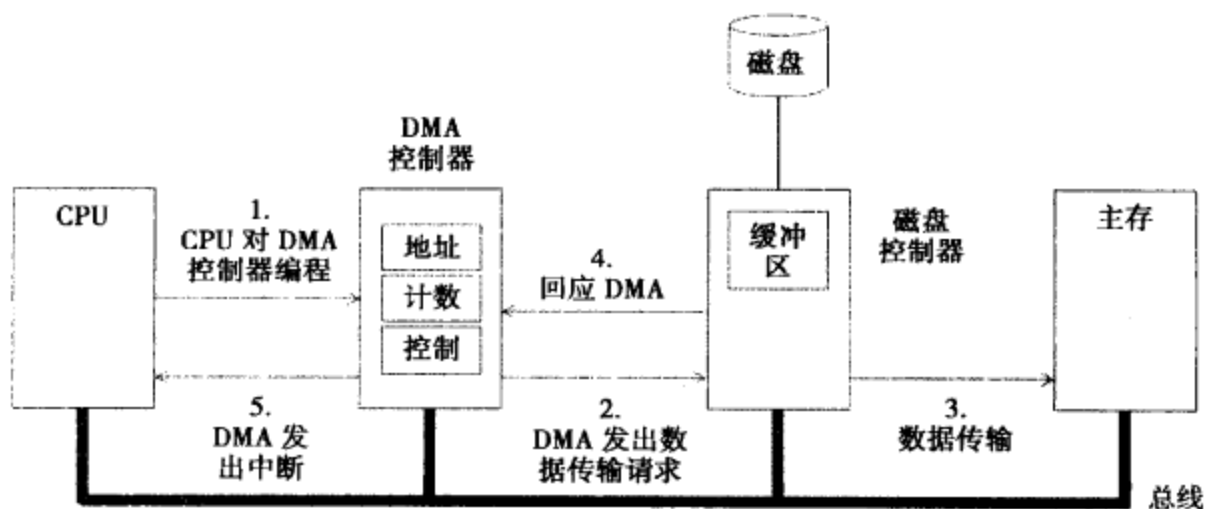 磁盘
DMA
控制器
CPU
1.
CPU 对 DMA
控制器编程
地址
计数
控制
4.
回应 DMA
缓冲
区
磁盘
控制器
主存
5.
DMA 发
出中断
2.
DMA 发出数
据传输请求
3.
数据传输
总线